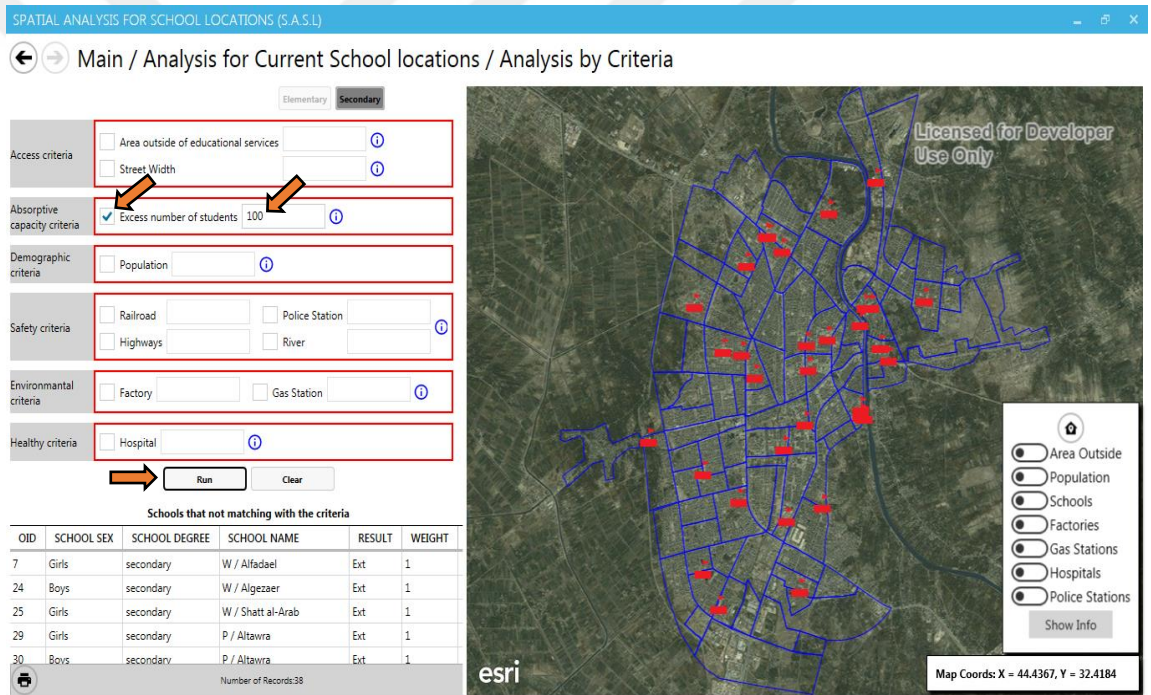 SPATIAL ANALYSIS FOR SCHOOL LOCATIONS (S.A.S.L)
Main / Analysis for Current School locations / Analysis by Criteria
Elementary Secondary
Access criteria
Area outside of educational services
Street Width
Absorptive capacity criteria
Excess number of students 100
Demographic criteria
Population
Safety criteria
Railroad Police Station
Highways River
Environmantal criteria
Factory Gas Station
Healthy criteria
Hospital
Run Clear
Schools that not matching with the criteria
OID SCHOOL SEX SCHOOL DEGREE SCHOOL NAME RESULT WEIGHT
7 Girls secondary W / Alfadael Ext 1
24 Boys secondary W / Algezaer Ext 1
25 Girls secondary W / Shatt al-Arab Ext 1
29 Girls secondary P / Altawra Ext 1
30 Boys secondary P / Altawra Ext 1
Number of Records:38
Licensed for Developer
Use Only
Area Outside
Population
Schools
Factories
Gas Stations
Hospitals
Police Stations
Show Info
esri
Map Coords: X = 44.4367, Y = 32.4184